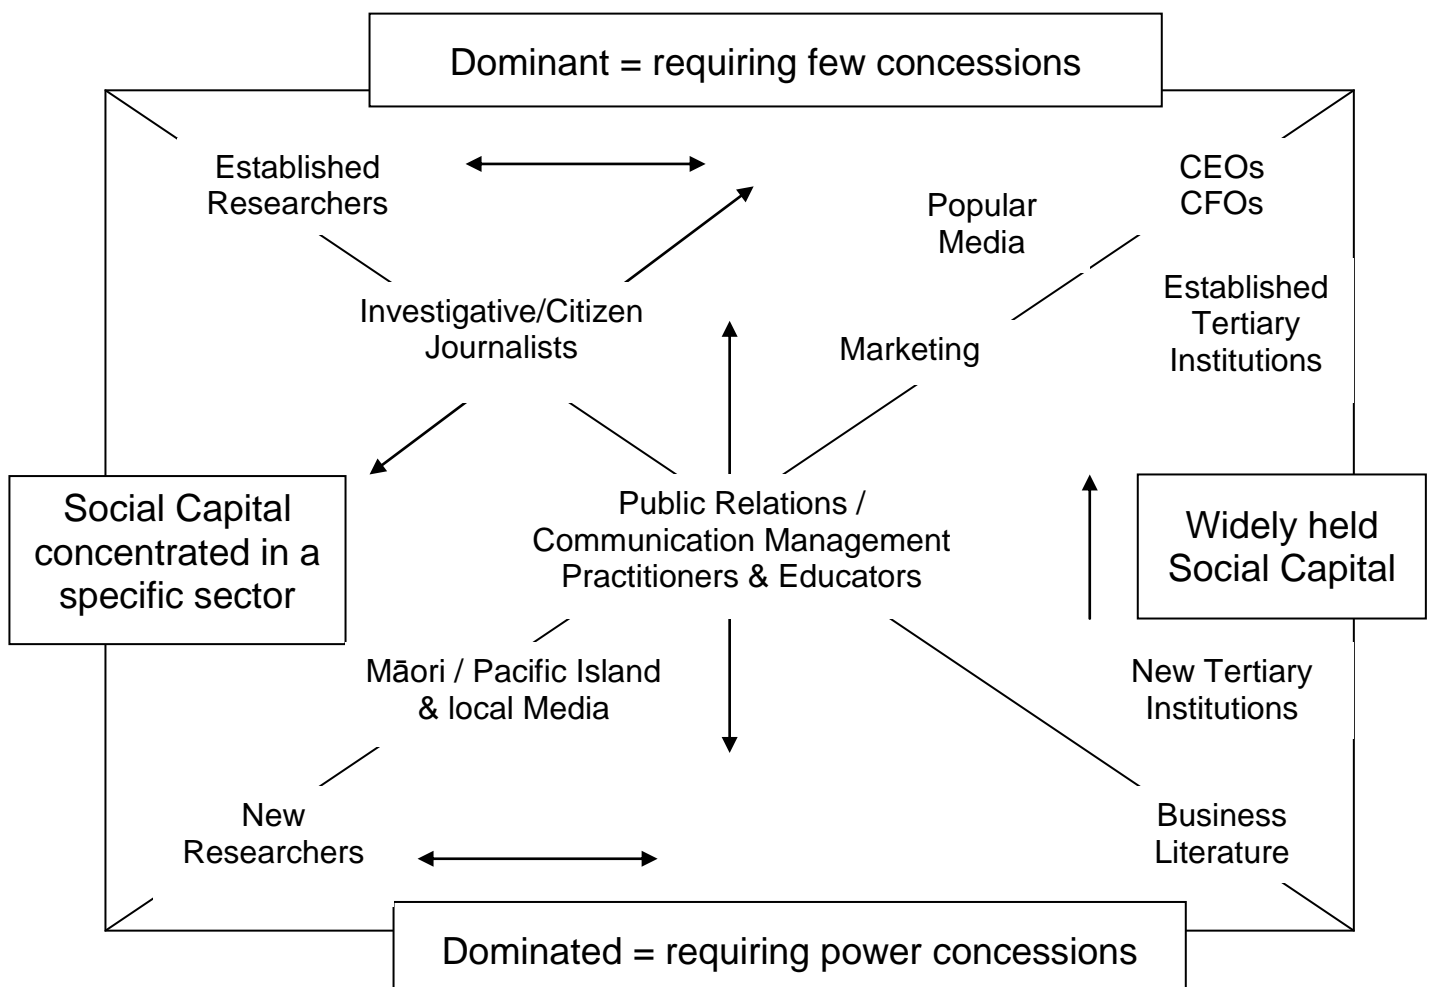 Dominant = requiring few concessions
Established
Researchers
CEOs
CFOs
Popular
Media
Investigative/Citizen
Journalists
Marketing
Established
Tertiary
Institutions
Social Capital
concentrated in a
specific sector
Public Relations /
Communication Management
Practitioners & Educators
Widely held
Social Capital
Māori / Pacific Island
& local Media
New Tertiary
Institutions
New
Researchers
Business
Literature
Dominated = requiring power concessions